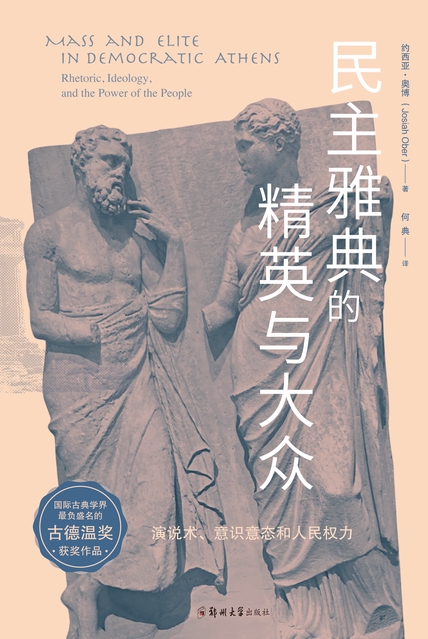 MASS AND ELITE
IN DEMOCRATIC ATHENS
Rhetoric, Ideology,
and the Power of the People
民主雅典的
精英与大众
约西亚·奥博 ( Josiah Ober ) —— 著
何 典 —— 译
国际古典学界
最负盛名的
古德温奖
·获奖作品·
演说术、意识意态和人民权力
郑州大学出版社